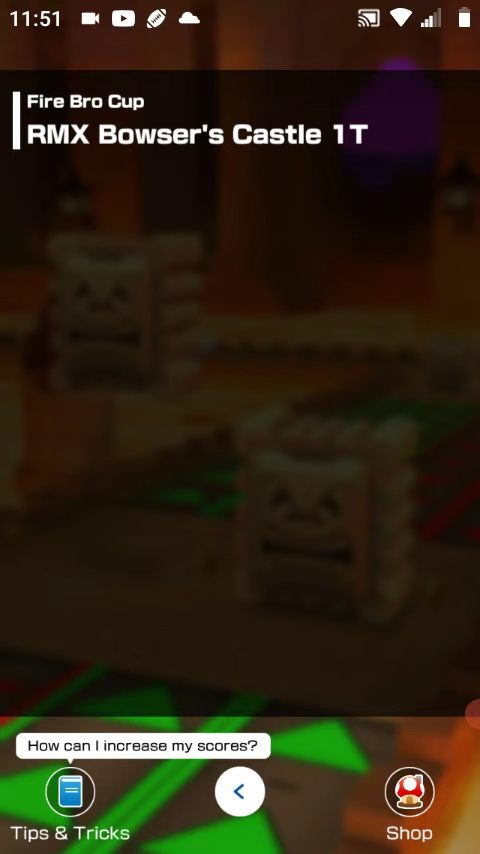 11:51
Fire Bro Cup
RMX Bowser's Castle 1T
How can I increase my scores?
Tips & Tricks
Shop